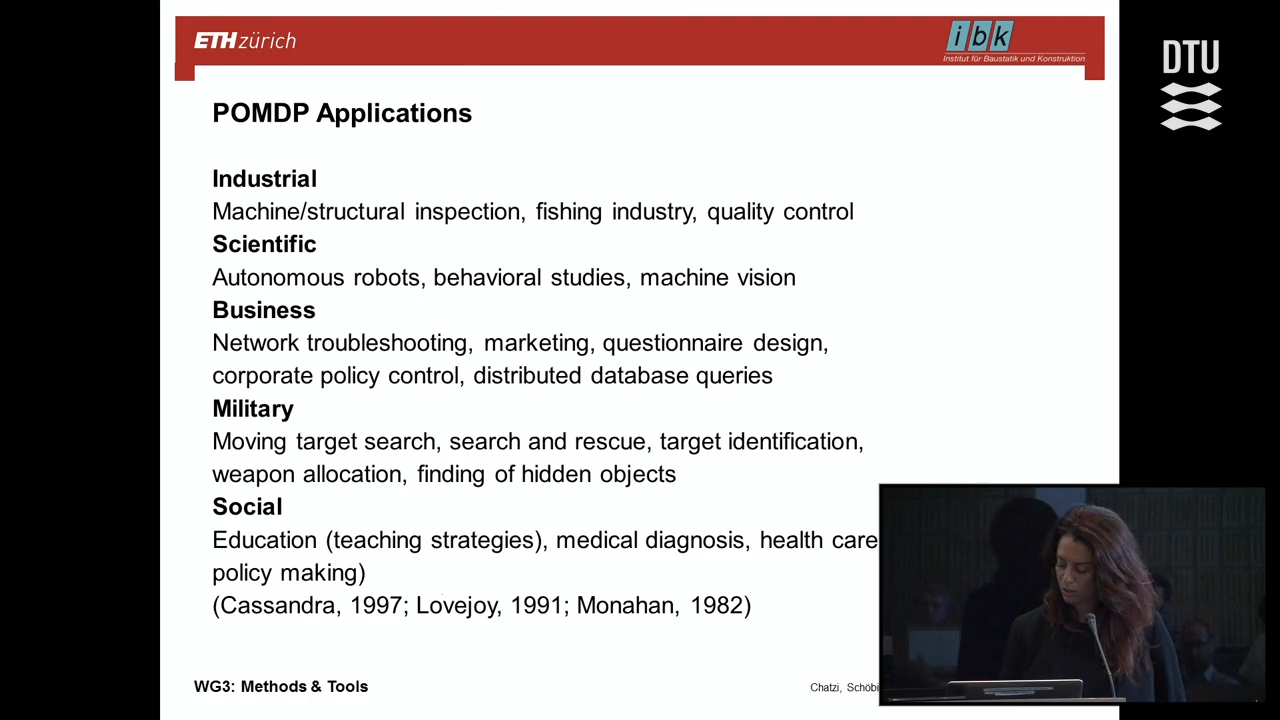 ETH zürich
ibk
Institut für Baustatik und Konstruktion
DTU
POMDP Applications
Industrial
Machine/structural inspection, fishing industry, quality control
Scientific
Autonomous robots, behavioral studies, machine vision
Business
Network troubleshooting, marketing, questionnaire design,
corporate policy control, distributed database queries
Military
Moving target search, search and rescue, target identification,
weapon allocation, finding of hidden objects
Social
Education (teaching strategies), medical diagnosis, health care
policy making)
(Cassandra, 1997; Lovejoy, 1991; Monahan, 1982)
WG3: Methods & Tools
Chatzi, Schöbi